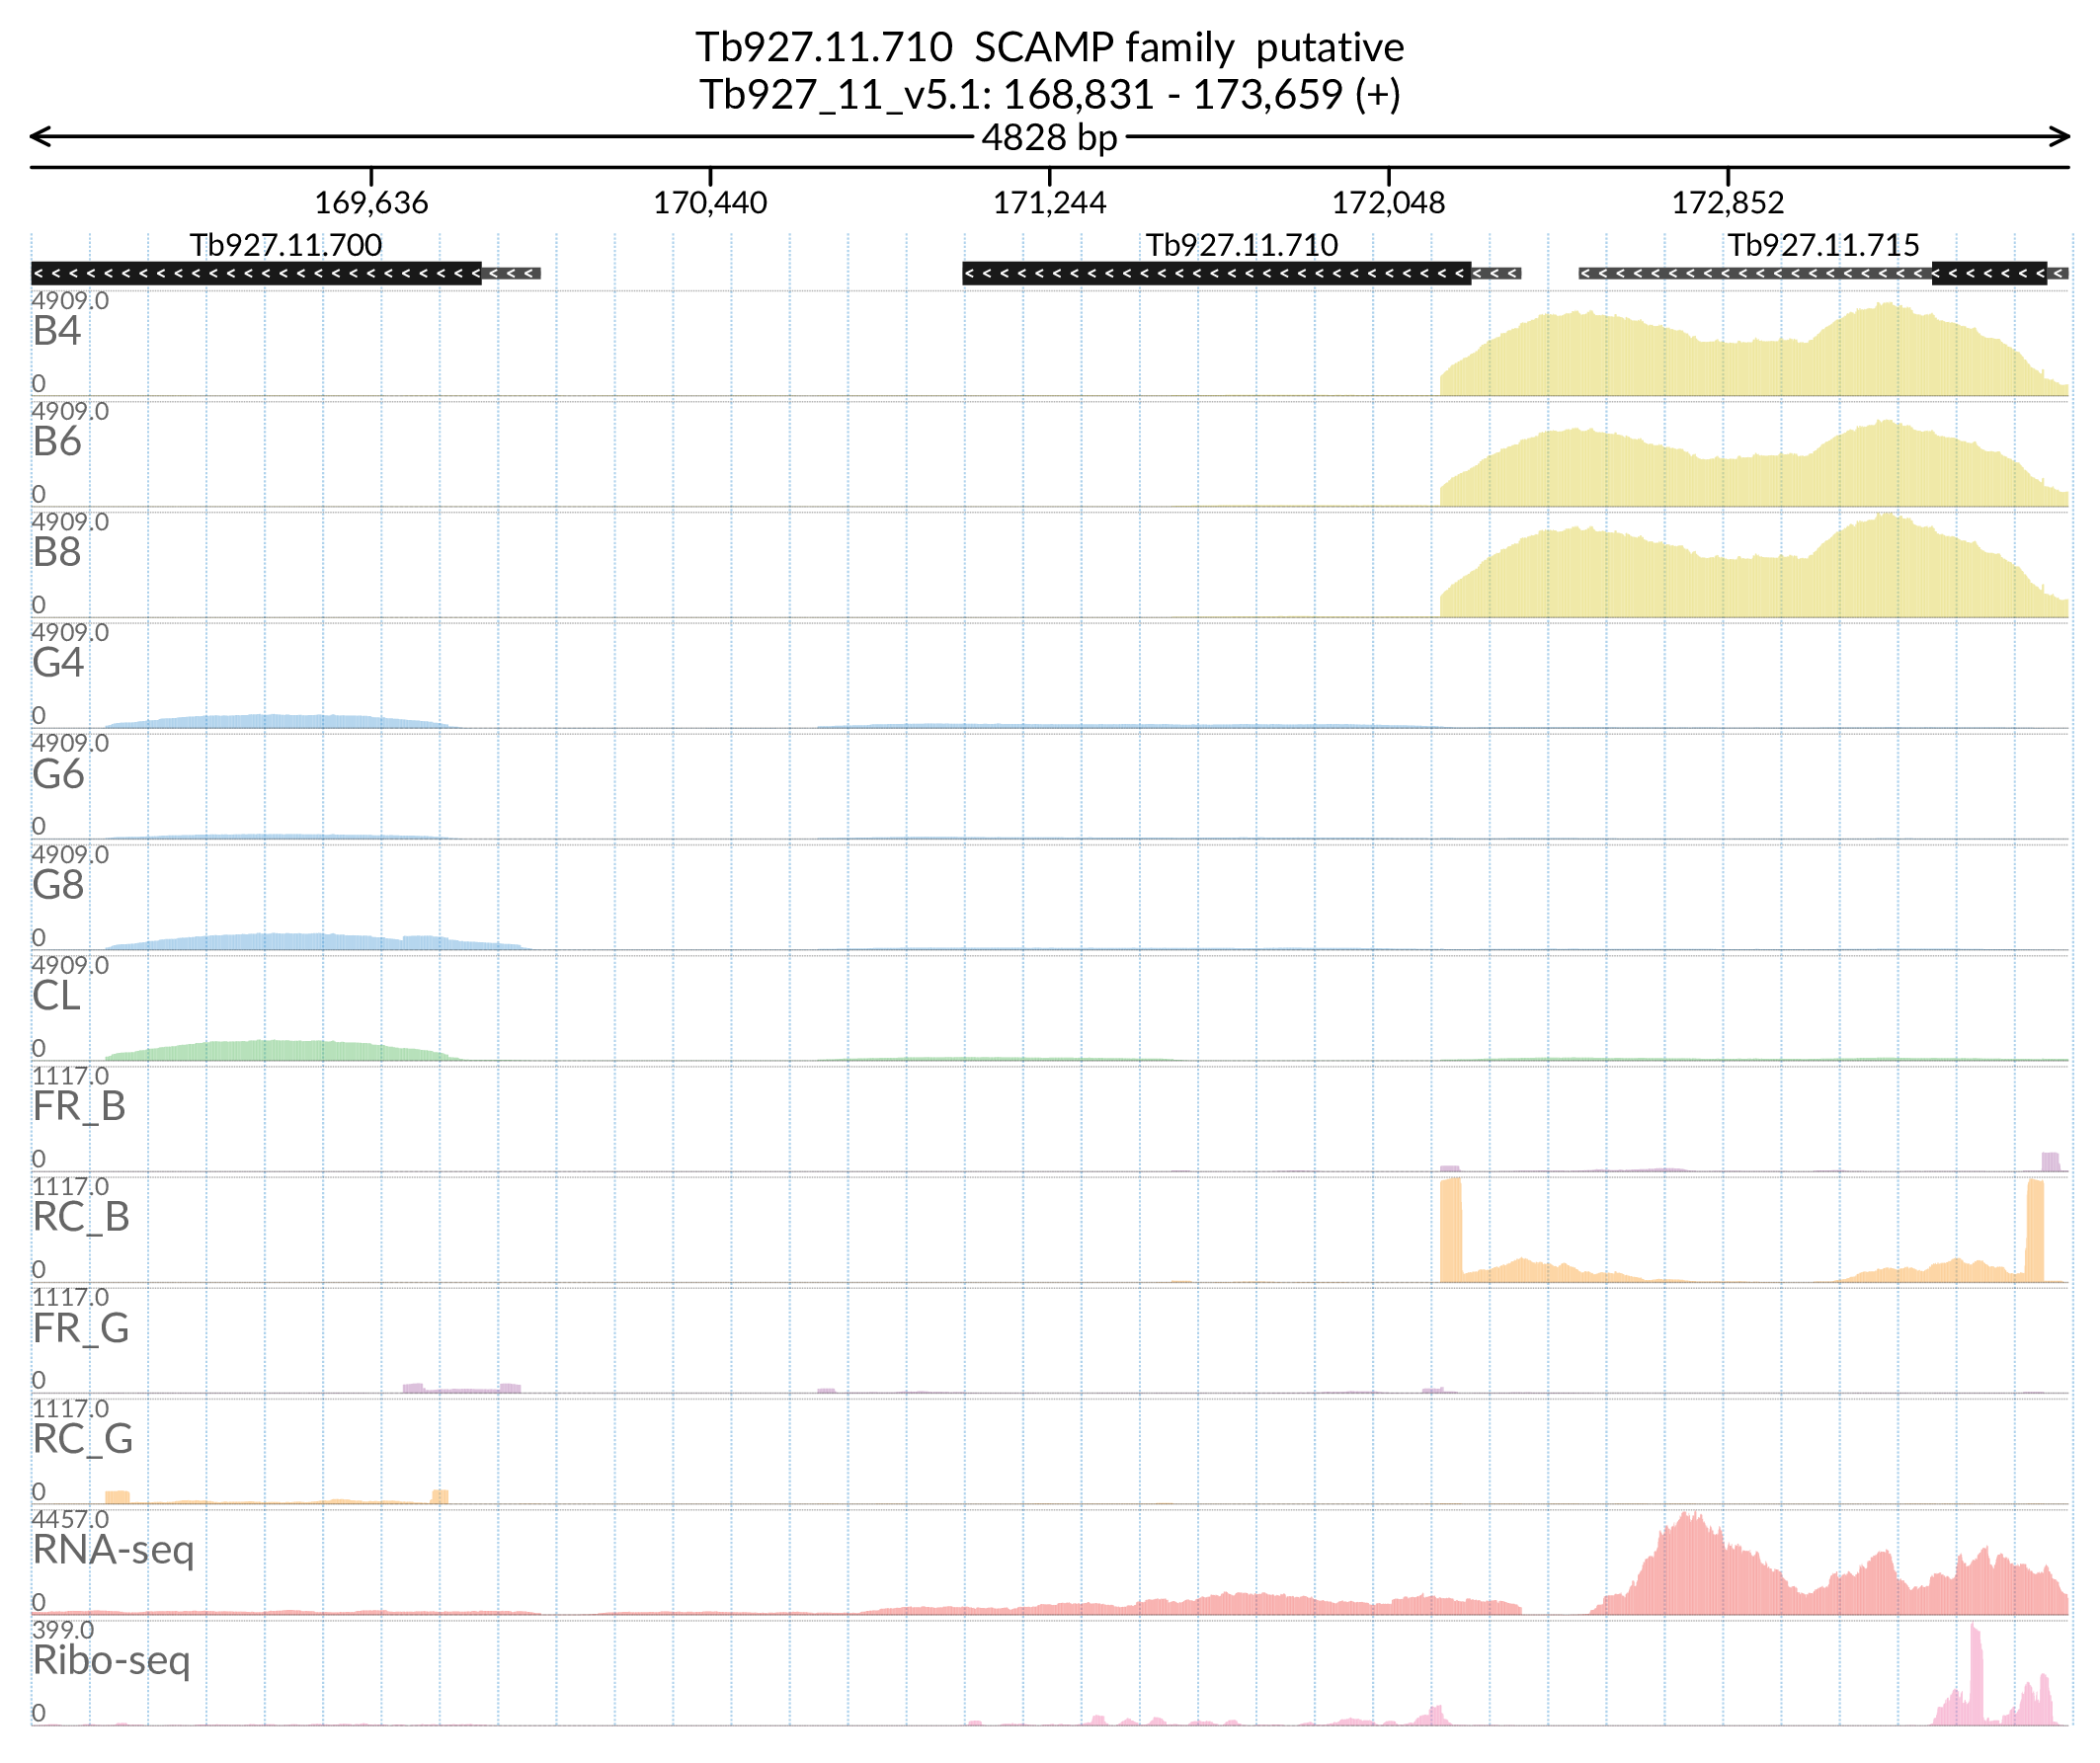 Tb927.11.710  SCAMP family  putative
Tb927_11_v5.1: 168,831 - 173,659 (+)
4828 bp
169,636 170,440 171,244 172,048 172,852
Tb927.11.700 Tb927.11.710 Tb927.11.715
4909.0
B4
0
4909.0
B6
0
4909.0
B8
0
4909.0
G4
0
4909.0
G6
0
4909.0
G8
0
4909.0
CL
0
1117.0
FR_B
0
1117.0
RC_B
0
1117.0
FR_G
0
1117.0
RC_G
0
4457.0
RNA-seq
0
399.0
Ribo-seq
0